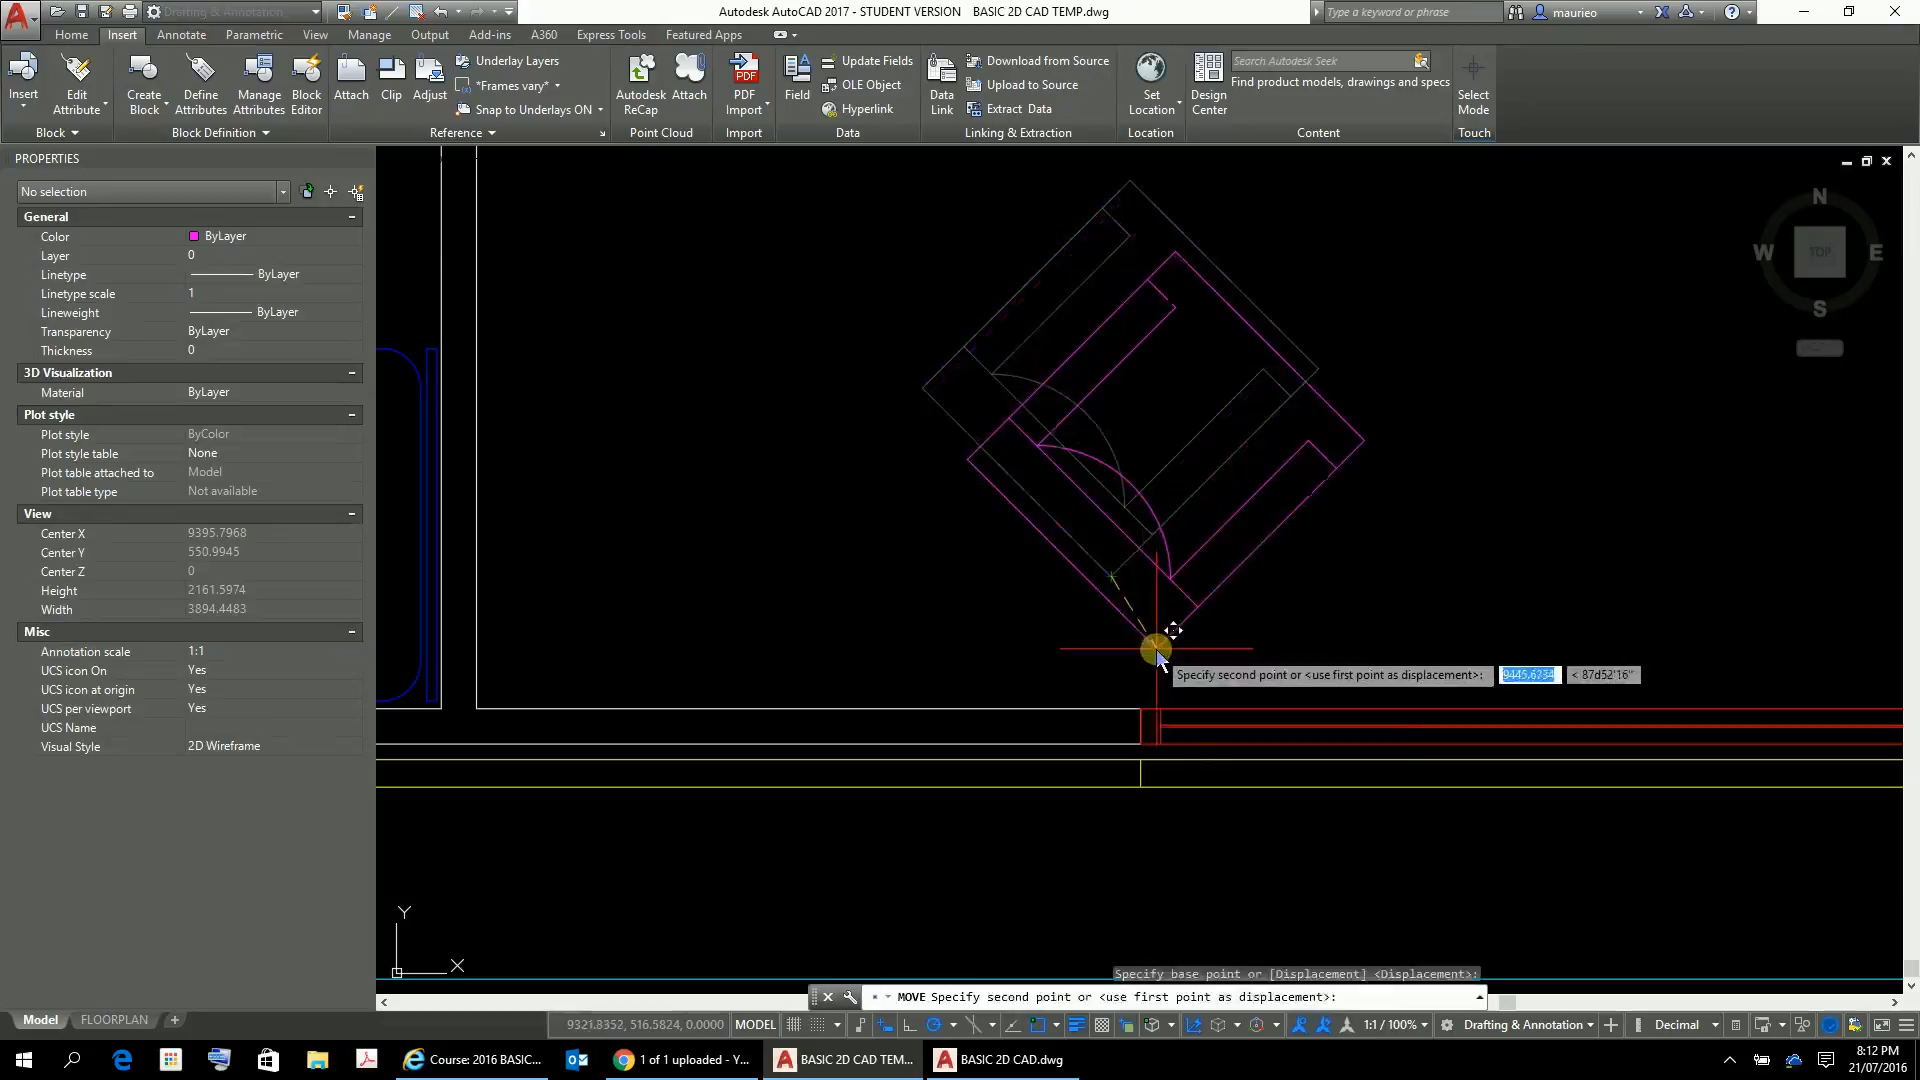 Drafting & Annotation
Autodesk AutoCAD 2017 - STUDENT VERSION BASIC 2D CAD TEMP.dwg
Type a keyword or phrase
maurieo
Home Insert Annotate Parametric View Manage Output Add-ins A360 Express Tools Featured Apps
Insert
Edit Attribute
Create Block
Define Attributes
Manage Attributes
Block Editor
Attach
Clip
Adjust
Underlay Layers
*Frames vary*
Snap to Underlays ON
Autodesk ReCap
Attach
PDF Import
Field
Update Fields
OLE Object
Hyperlink
Data Link
Download from Source
Upload to Source
Extract Data
Set Location
Design Center
Search Autodesk Seek
Find product models, drawings and specs
Select Mode
Block Block Definition Reference Point Cloud Import Data Linking & Extraction Location Content Touch
PROPERTIES
No selection
General
Color ByLayer
Layer 0
Linetype ByLayer
Linetype scale 1
Lineweight ByLayer
Transparency ByLayer
Thickness 0
3D Visualization
Material ByLayer
Plot style
Plot style ByColor
Plot style table None
Plot table attached to Model
Plot table type Not available
View
Center X 9395.7968
Center Y 550.9945
Center Z 0
Height 2161.5974
Width 3894.4483
Misc
Annotation scale 1:1
UCS icon On Yes
UCS icon at origin Yes
UCS per viewport Yes
UCS Name
Visual Style 2D Wireframe
N
W TOP E
S
Specify second point or <use first point as displacement>: < 87d52'16"
Y
X
Specify base point or [Displacement] <Displacement>:
MOVE Specify second point or <use first point as displacement>:
Model FLOORPLAN +
9321.8352, 516.5824, 0.0000 MODEL 1:1 / 100% Drafting & Annotation Decimal
Course: 2016 BASIC...
1 of 1 uploaded - Y...
BASIC 2D CAD TEM...
BASIC 2D CAD.dwg
8:12 PM
21/07/2016